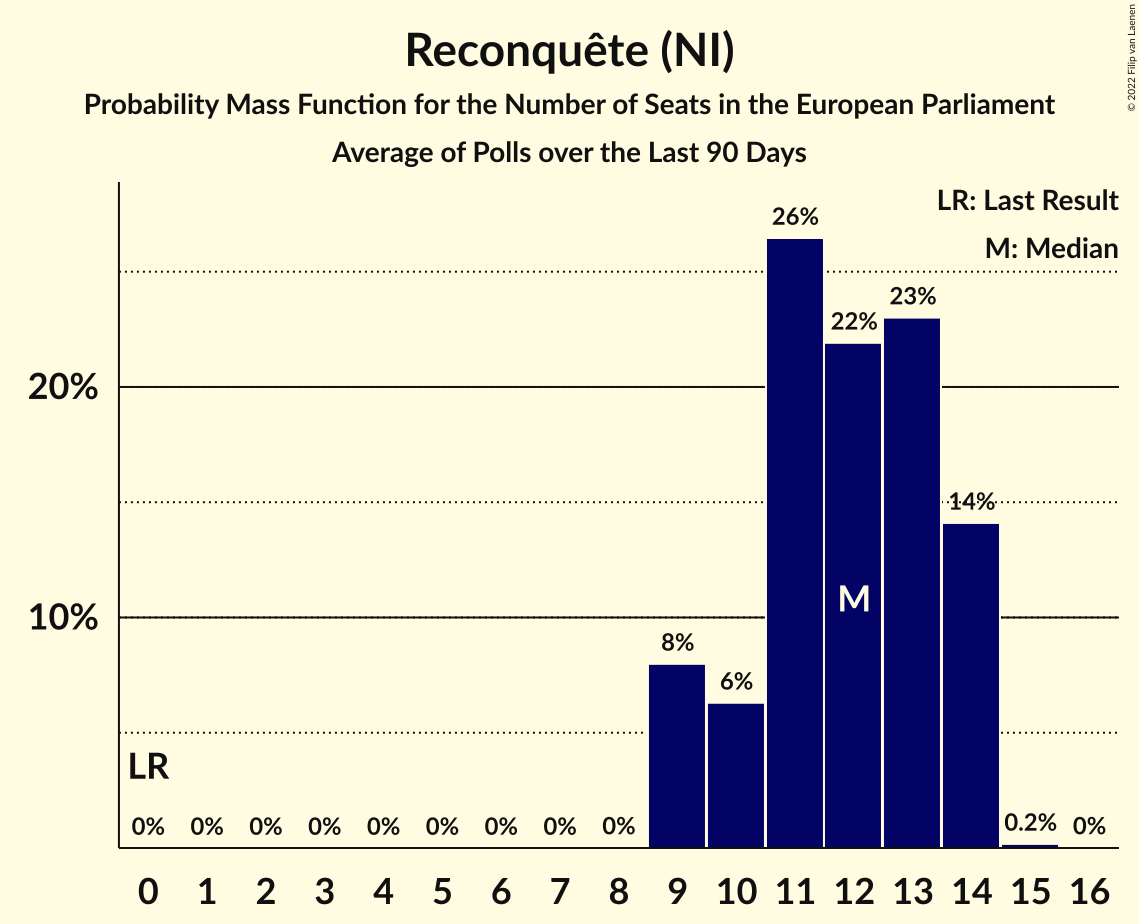 Reconquête (NI)
Probability Mass Function for the Number of Seats in the European Parliament
Average of Polls over the Last 90 Days
© 2022 Filip van Laenen
LR: Last Result
M: Median
26%
23%
22%
20%
14%
M
10%
8%
6%
LR
0% 0% 0% 0% 0% 0% 0% 0% 0% 0.2% 0%
0 1 2 3 4 5 6 7 8 9 10 11 12 13 14 15 16